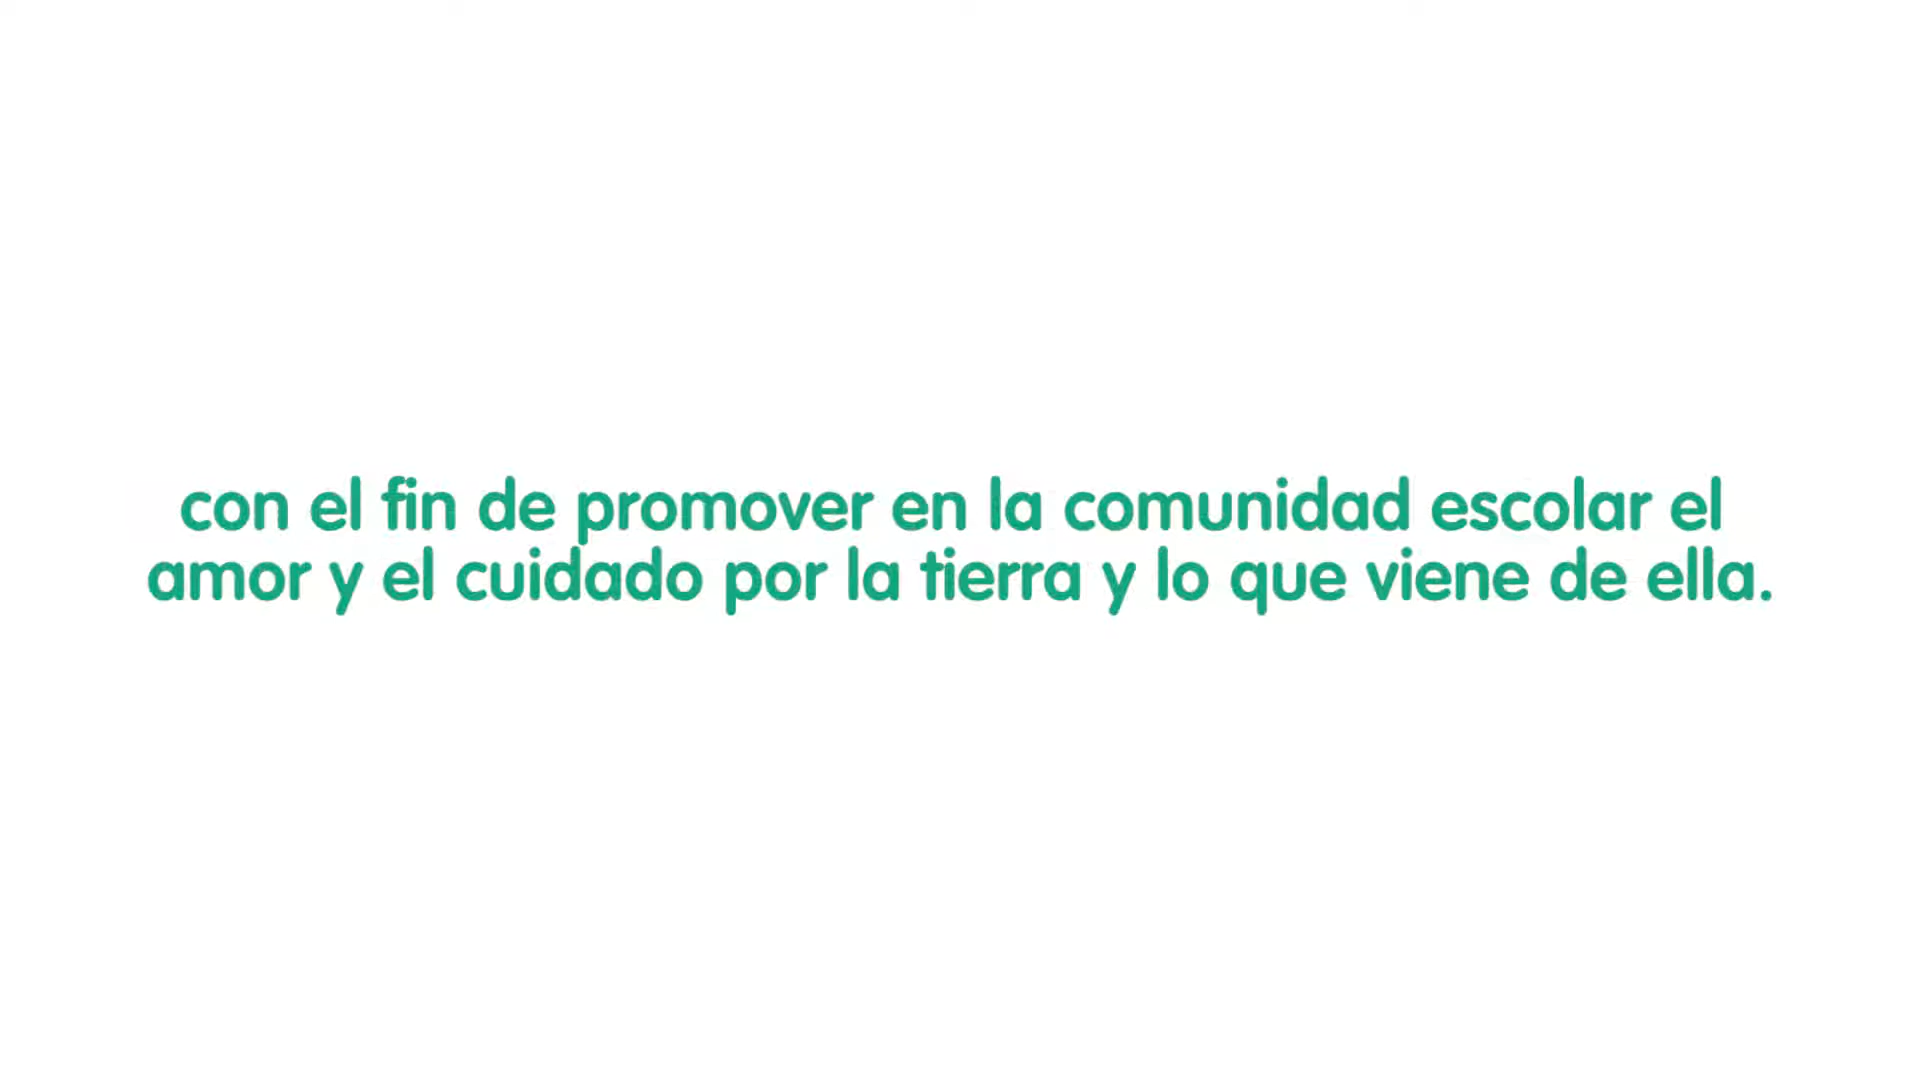 con el fin de promover en la comunidad escolar el
amor y el cuidado por la tierra y lo que viene de ella.